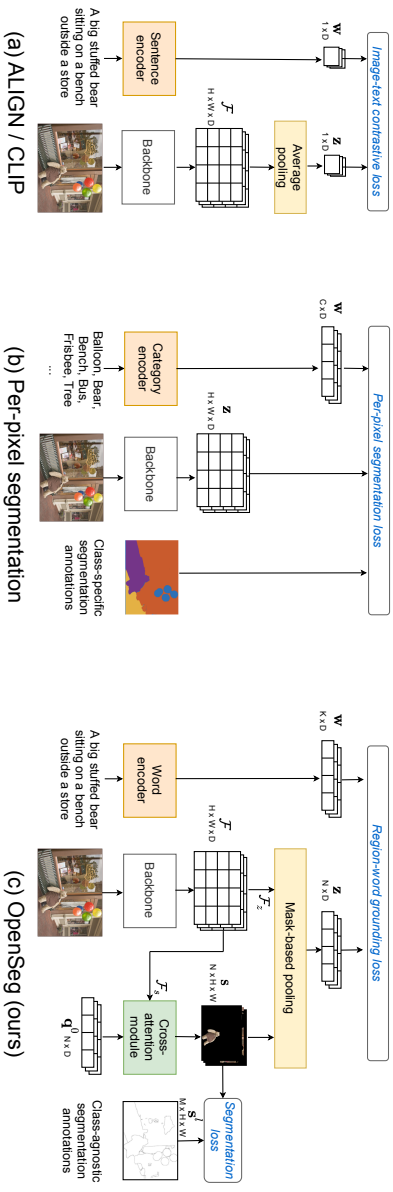 Image-text contrastive loss
w
1 x D
z
1 x D
Average
pooling
F
H x W x D
Sentence
encoder
Backbone
A big stuffed bear
sitting on a bench
outside a store
(a) ALIGN / CLIP
Per-pixel segmentation loss
w
C x D
z
H x W x D
Category
encoder
Backbone
Balloon, Bear,
Bench, Bus,
Frisbee, Tree
...
Class-specific
segmentation
annotations
(b) Per-pixel segmentation
Region-word grounding loss
w
K x D
z
N x D
Mask-based pooling
F_z
F
H x W x D
s
N x H x W
Segmentation
loss
Word
encoder
Backbone
F_s
Cross-
attention
module
s^l
M x H x W
A big stuffed bear
sitting on a bench
outside a store
q^0 N x D
Class-agnostic
segmentation
annotations
(c) OpenSeg (ours)